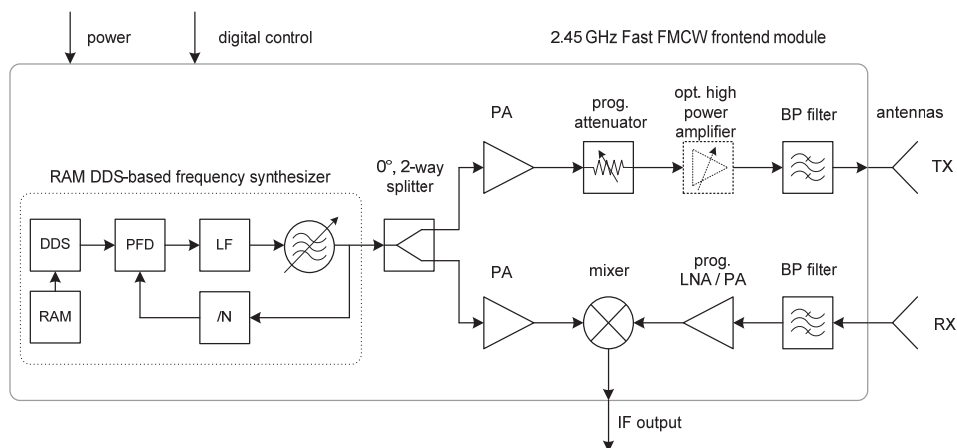 power
digital control
2.45 GHz Fast FMCW frontend module
PA
prog.
attenuator
opt. high
power
amplifier
BP filter
antennas
TX
0°, 2-way
splitter
RAM DDS-based frequency synthesizer
DDS
PFD
LF
RAM
/N
PA
mixer
prog.
LNA / PA
BP filter
RX
IF output